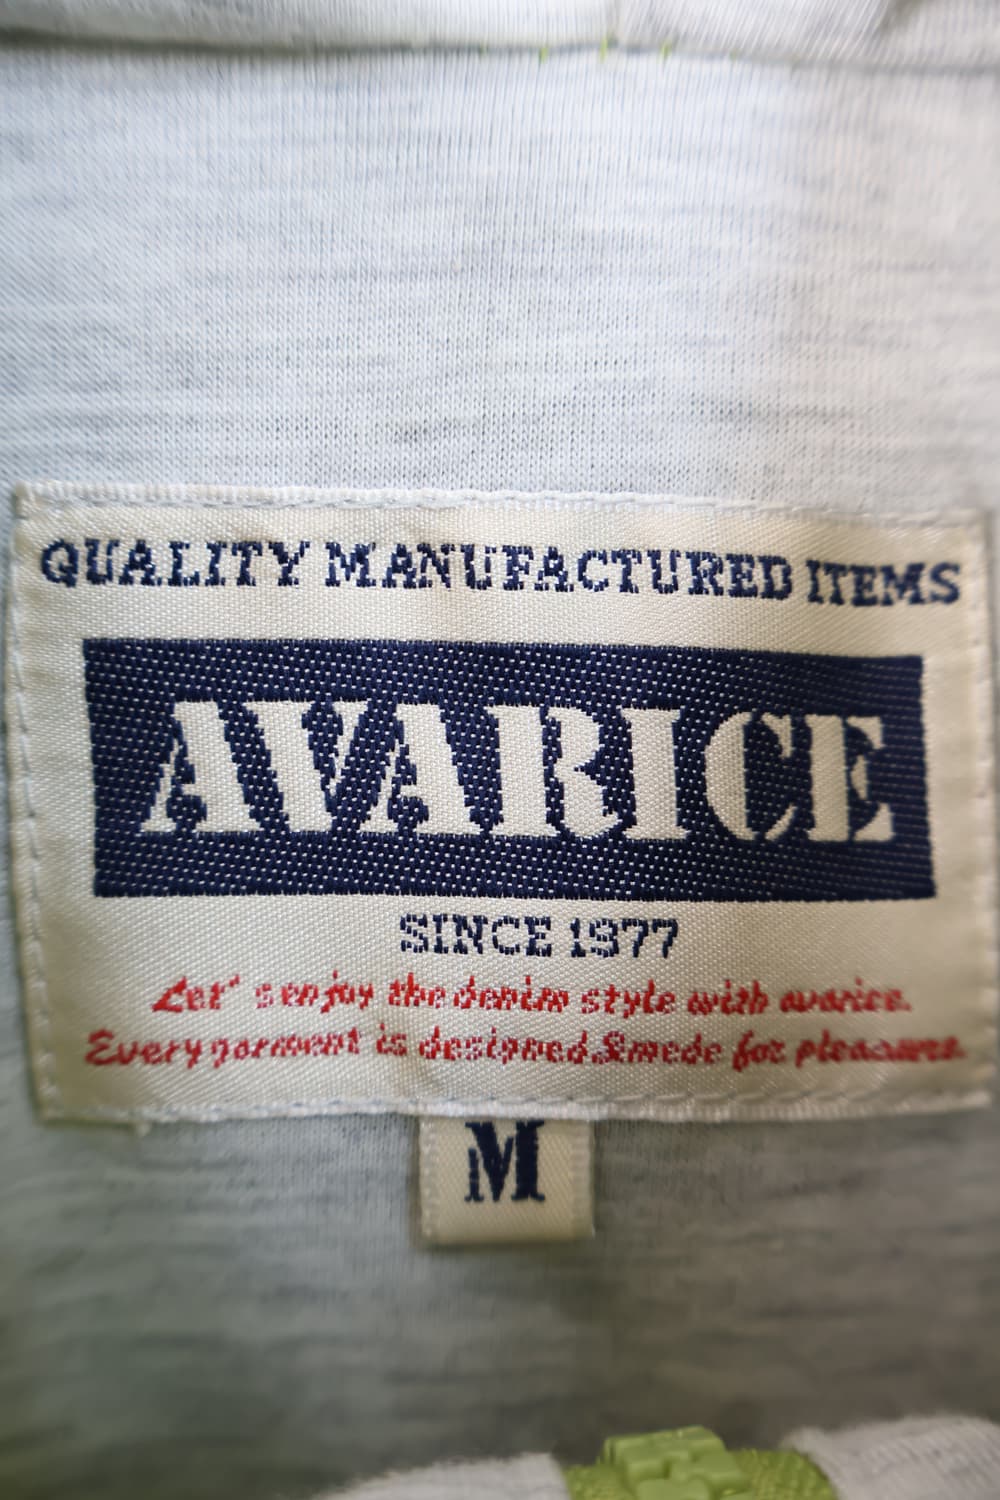 QUALITY MANUFACTURED ITEMS
AVARICE
SINCE 1977
Let' s enjoy the denim style with avarice.
Every garment is designed & mede for pleasure.
M